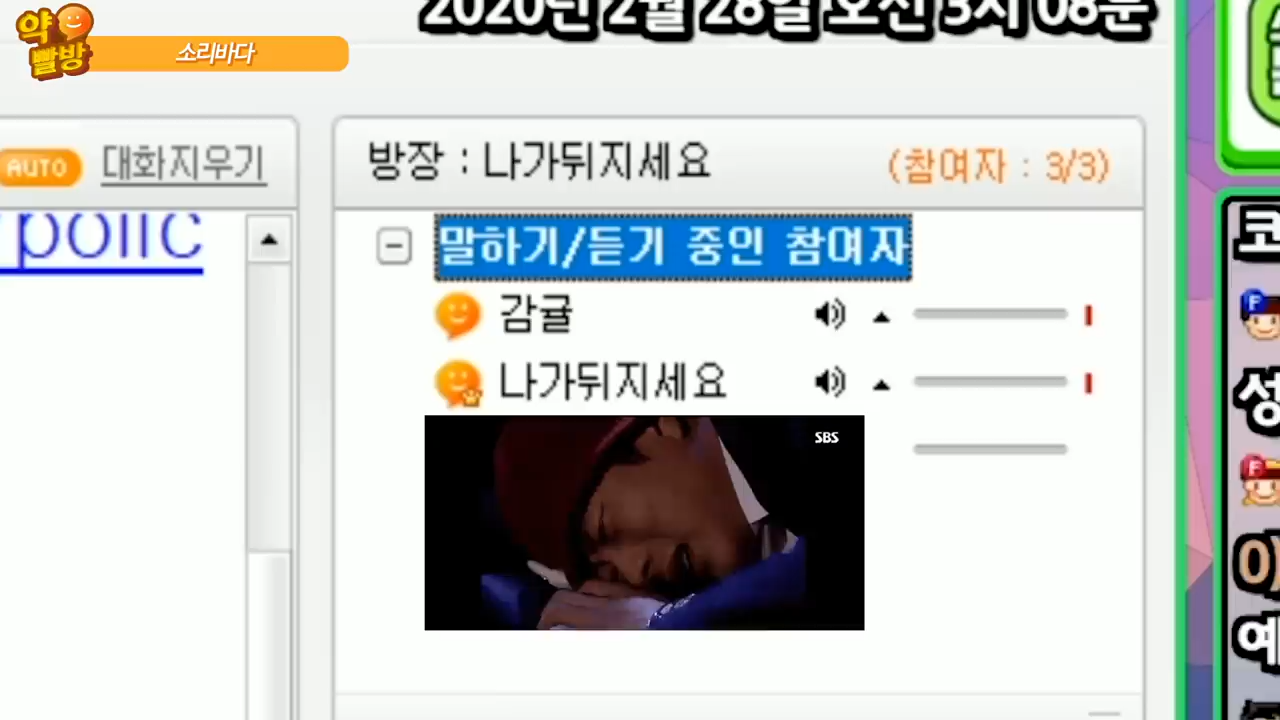 약빨방
소리바다
2020년 2월 28일 오전 3시 08분
AUTO 대화지우기
방장 : 나가뒤지세요 (참여자 : 3/3)
말하기/듣기 중인 참여자
감귤
나가뒤지세요
SBS
코
성
예